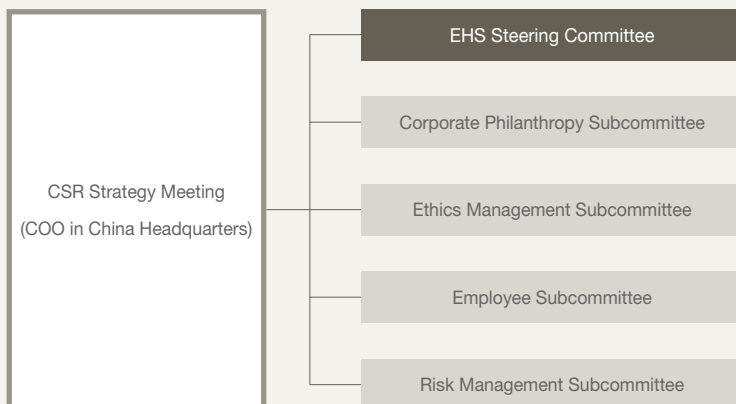 CSR Strategy Meeting
(COO in China Headquarters)
EHS Steering Committee
Corporate Philanthropy Subcommittee
Ethics Management Subcommittee
Employee Subcommittee
Risk Management Subcommittee